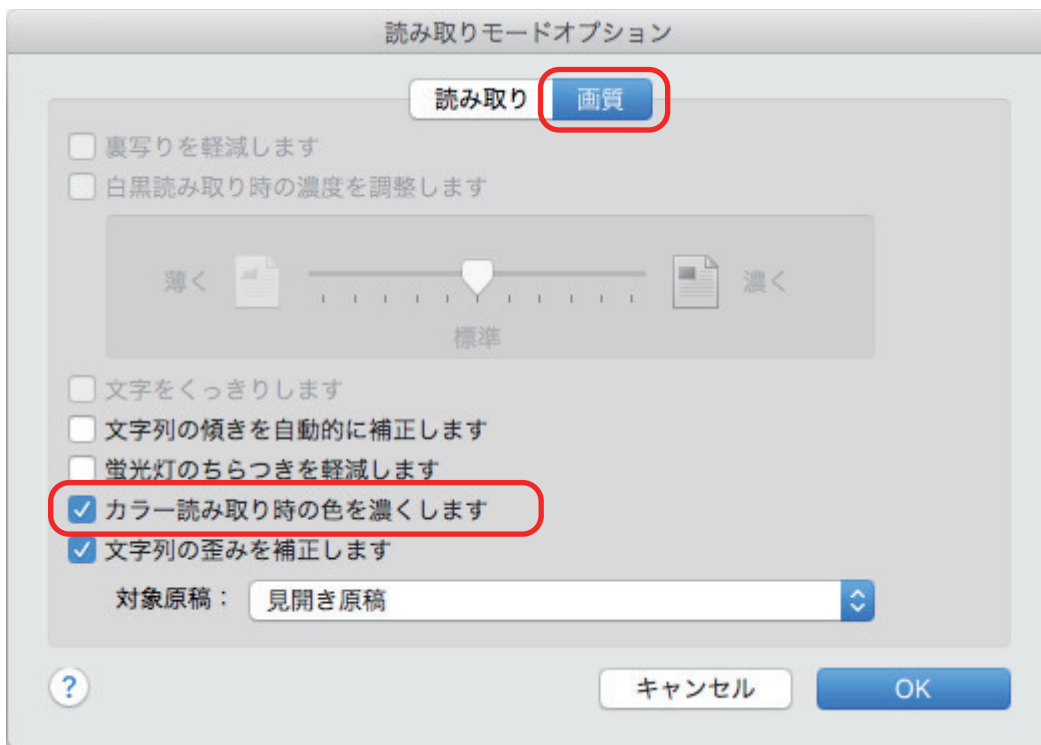 読み取りモードオプション
読み取り 画質
裏写りを軽減します
白黒読み取り時の濃度を調整します
薄く 濃く
標準
文字をくっきりします
文字列の傾きを自動的に補正します
蛍光灯のちらつきを軽減します
カラー読み取り時の色を濃くします
文字列の歪みを補正します
対象原稿： 見開き原稿
? キャンセル OK